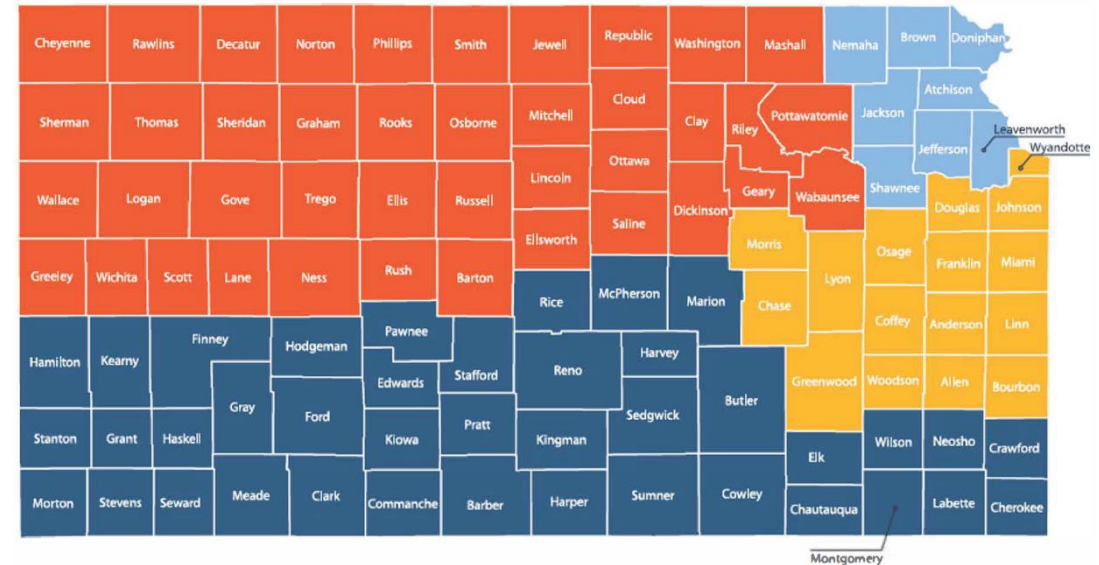 Cheyenne
Rawlins
Decatur
Norton
Phillips
Smith
Jewell
Republic
Washington
Mashall
Nemaha
Brown
Doniphan
Sherman
Thomas
Sheridan
Graham
Rooks
Osborne
Mitchell
Cloud
Clay
Riley
Pottawatomie
Jackson
Atchison
Jefferson
Leavenworth
Wyandotte
Wallace
Logan
Gove
Trego
Ellis
Russell
Lincoln
Ottawa
Saline
Dickinson
Geary
Wabaunsee
Shawnee
Douglas
Johnson
Greeley
Wichita
Scott
Lane
Ness
Rush
Barton
Ellsworth
Rice
McPherson
Marion
Morris
Chase
Lyon
Osage
Franklin
Miami
Coffey
Anderson
Linn
Hamilton
Kearny
Finney
Hodgeman
Pawnee
Edwards
Stafford
Reno
Harvey
Sedgwick
Butler
Greenwood
Woodson
Allen
Bourbon
Stanton
Grant
Haskell
Gray
Ford
Kiowa
Pratt
Kingman
Elk
Wilson
Neosho
Crawford
Morton
Stevens
Seward
Meade
Clark
Commanche
Barber
Harper
Sumner
Cowley
Chautauqua
Labette
Cherokee
Montgomery